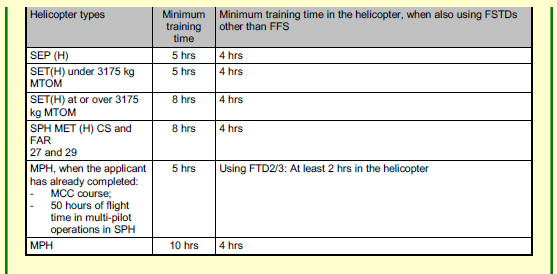 Helicopter types Minimum training time Minimum training time in the helicopter, when also using FSTDs other than FFS
SEP (H) 5 hrs 4 hrs
SET(H) under 3175 kg MTOM 5 hrs 4 hrs
SET(H) at or over 3175 kg MTOM 8 hrs 4 hrs
SPH MET (H) CS and FAR 27 and 29 8 hrs 4 hrs
MPH, when the applicant has already completed: 5 hrs Using FTD2/3: At least 2 hrs in the helicopter
- MCC course;
- 50 hours of flight time in multi-pilot operations in SPH
MPH 10 hrs 4 hrs